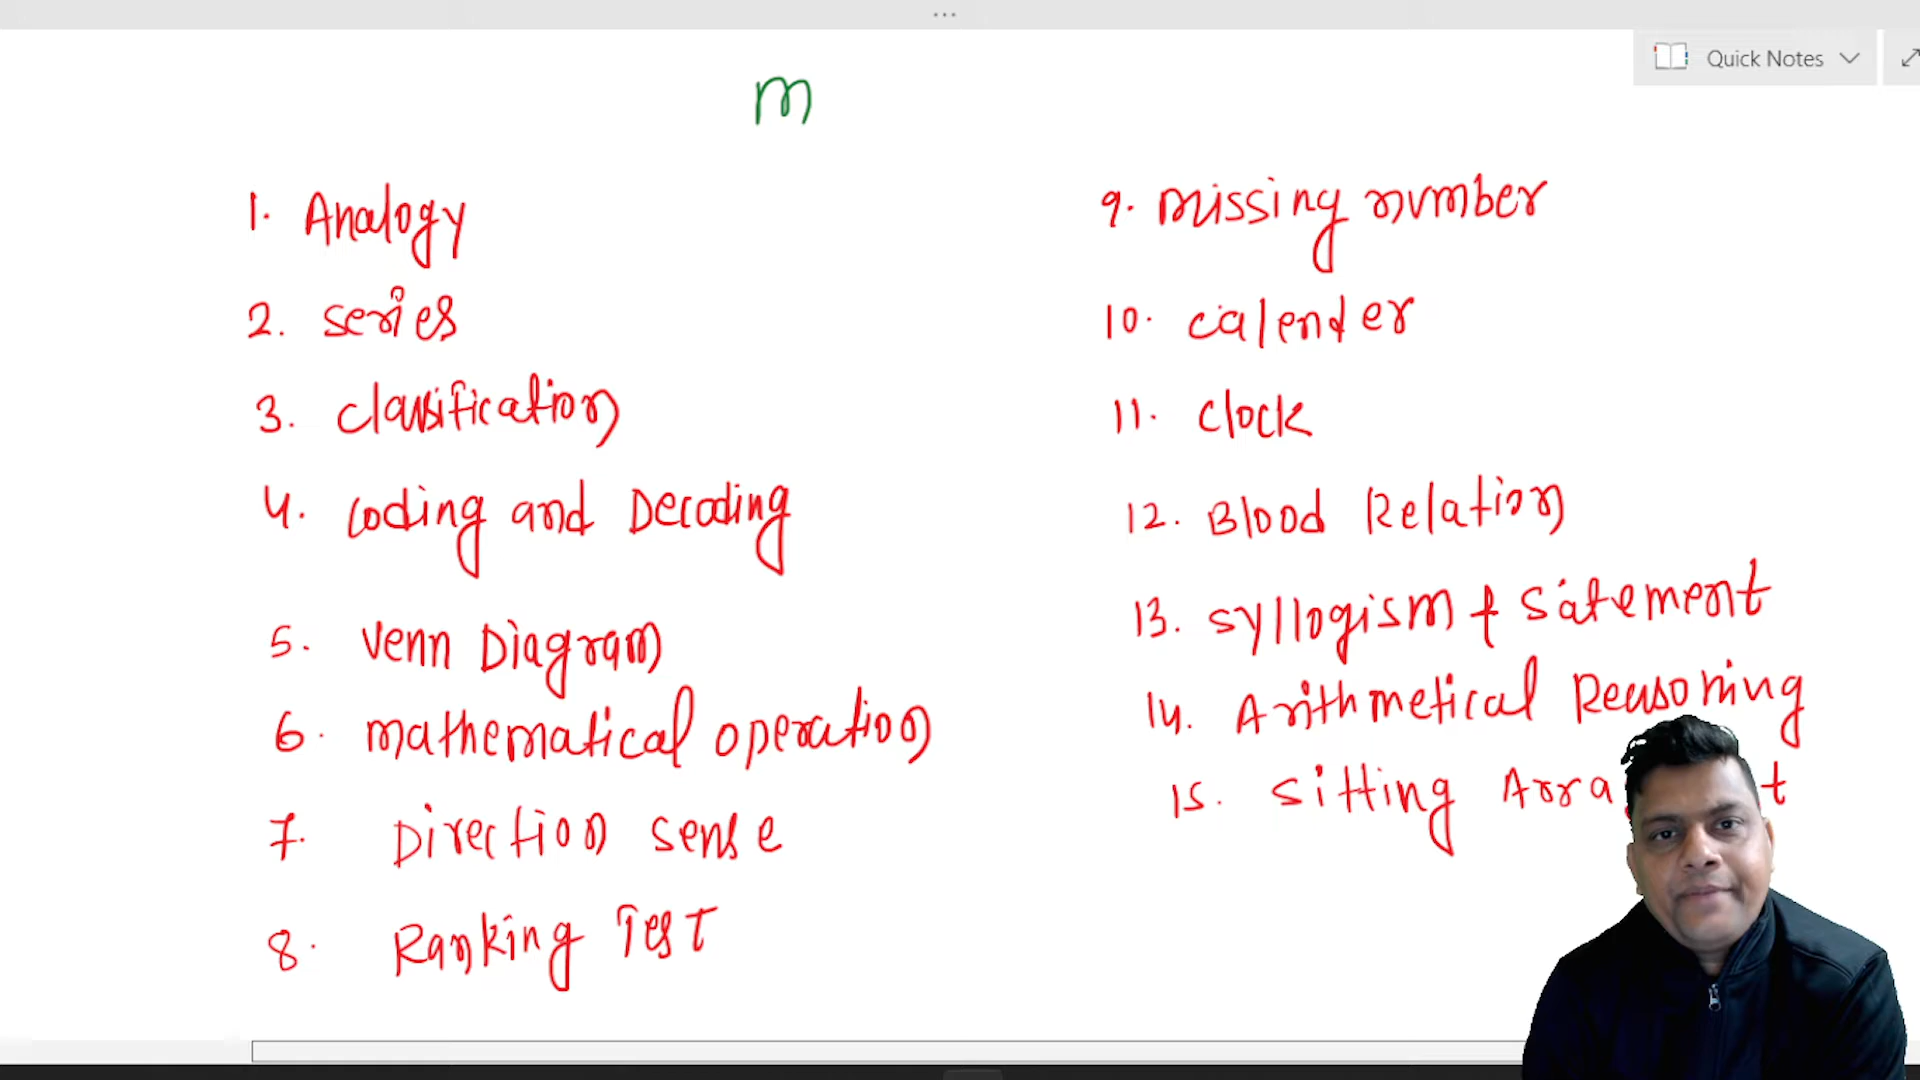 Quick Notes
m
1. Analogy
2. series
3. classification
4. coding and Decoding
5. Venn Diagram
6. mathematical operation
7. Direction sense
8. Ranking Test
9. missing number
10. calender
11. clock
12. Blood Relation
13. syllogism & satement
14. Arithmetical Reasoning
15. sitting